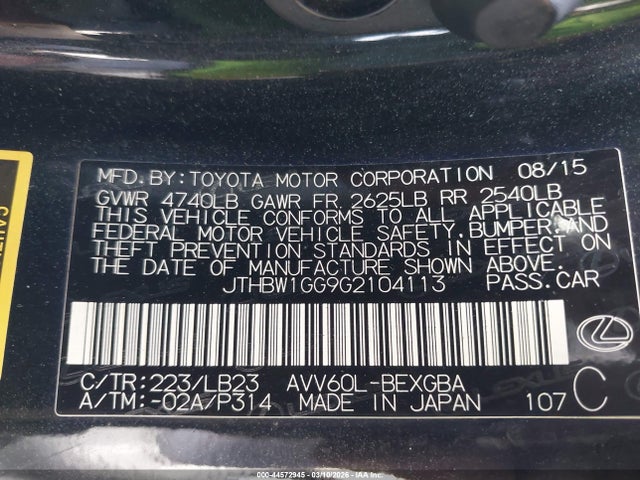 MFD.BY:TOYOTA MOTOR CORPORATION 08/15
GVWR 4740LB GAWR FR 2625LB RR 2540LB
THIS VEHICLE CONFORMS TO ALL APPLICABLE
FEDERAL MOTOR VEHICLE SAFETY,BUMPER,AND
THEFT PREVENTION STANDARDS IN EFFECT ON
THE DATE OF MANUFACTURE SHOWN ABOVE.
JTHBW1GG9G2104113 PASS.CAR
C/TR:223/LB23 AVV60L-BEXGBA
A/TM:-02A/P314 MADE IN JAPAN 107 C
000-44572945 - 03/10/2026 - IAA Inc.